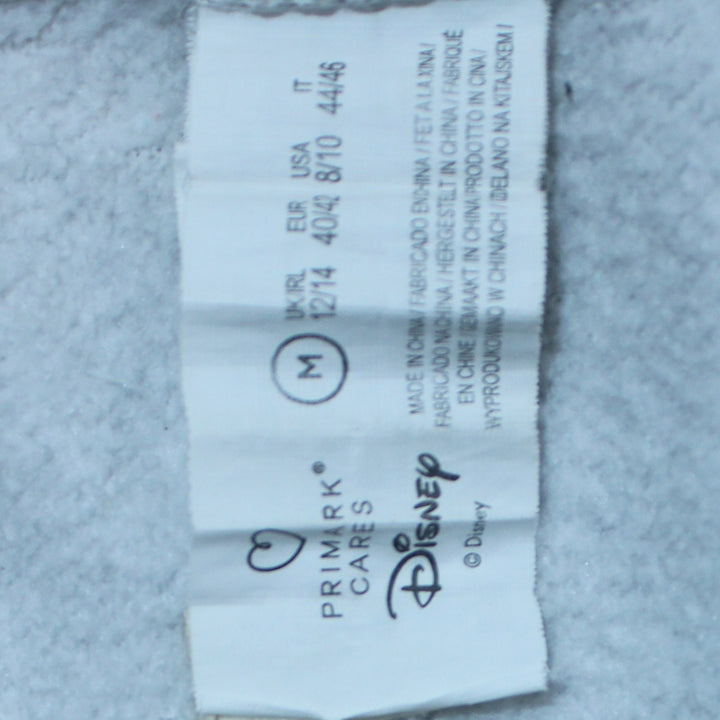 PRIMARK®
CARES
DISNEY
© Disney
M
UK/IRL EUR USA IT
12/14 40/42 8/10 44/46
MADE IN CHINA / FABRICADO EN CHINA / FET A LA XINA /
FABRICADO NA CHINA / HERGESTELLT IN CHINA / FABRIQUÉ
EN CHINE / GEMAAKT IN CHINA / PRODOTTO IN CINA /
WYPRODUKOWANO W CHINACH / IZDELANO NA KITAJSKEM /